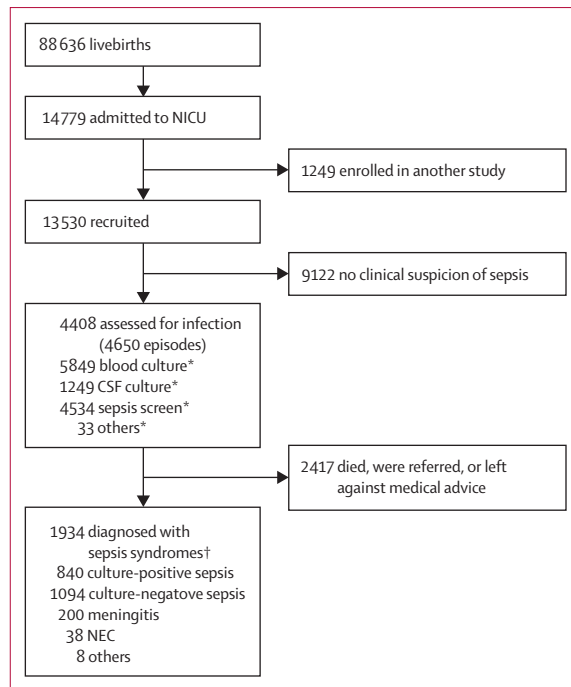 88 636 livebirths
14 779 admitted to NICU
1249 enrolled in another study
13 530 recruited
9122 no clinical suspicion of sepsis
4408 assessed for infection
(4650 episodes)
5849 blood culture*
1249 CSF culture*
4534 sepsis screen*
33 others*
2417 died, were referred, or left
against medical advice
1934 diagnosed with
sepsis syndromes†
840 culture-positive sepsis
1094 culture-negatove sepsis
200 meningitis
38 NEC
8 others